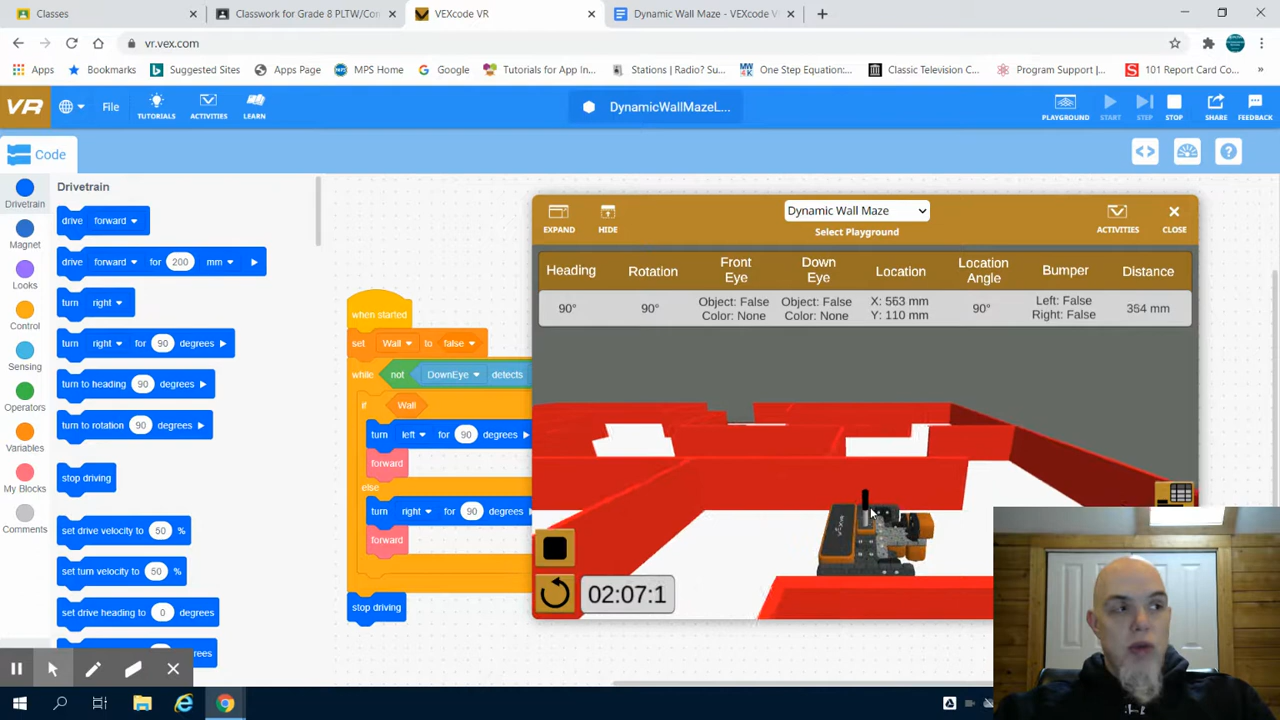 Classes
Classwork for Grade 8 PLTW/Con
VEXcode VR
Dynamic Wall Maze - VEXcode V
vr.vex.com
Apps
Bookmarks
Suggested Sites
Apps Page
MPS Home
Google
Tutorials for App In...
Stations | Radio? Su...
One Step Equation:...
Classic Television C...
Program Support |...
101 Report Card Co...
VR
File
TUTORIALS
ACTIVITIES
LEARN
DynamicWallMazeL...
PLAYGROUND
START
STEP
STOP
SHARE
FEEDBACK
Code
Drivetrain
Magnet
Looks
Control
Sensing
Operators
Variables
My Blocks
Comments
Drivetrain
drive forward
drive forward for 200 mm
turn right
turn right for 90 degrees
turn to heading 90 degrees
turn to rotation 90 degrees
stop driving
set drive velocity to 50 %
set turn velocity to 50 %
set drive heading to 0 degrees
when started
set Wall to false
while not DownEye detects
if Wall
turn left for 90 degrees
forward
else
turn right for 90 degrees
forward
stop driving
EXPAND
HIDE
Dynamic Wall Maze
Select Playground
ACTIVITIES
CLOSE
Heading Rotation Front Eye Down Eye Location Location Angle Bumper Distance
90° 90° Object: False Object: False X: 563 mm 90° Left: False 354 mm
Color: None Color: None Y: 110 mm Right: False
02:07:1